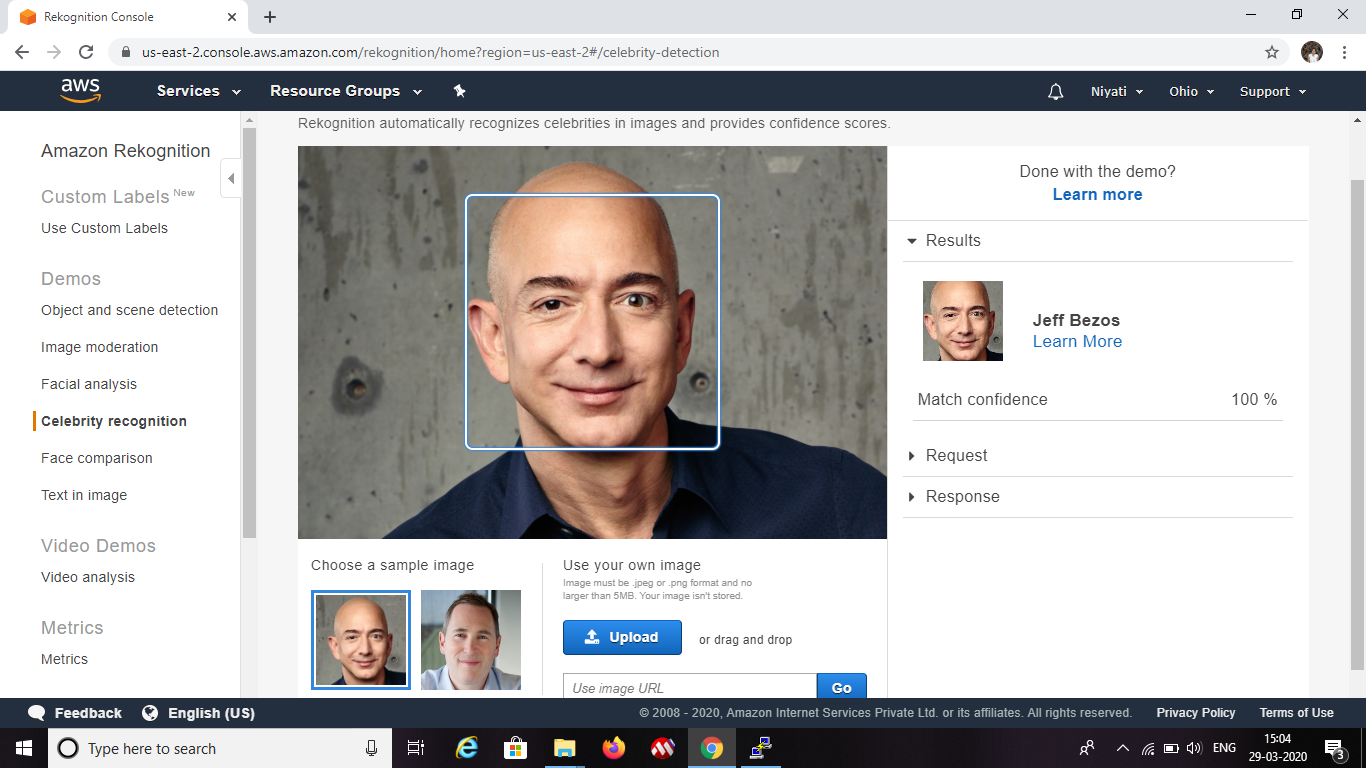 Rekognition Console
us-east-2.console.aws.amazon.com/rekognition/home?region=us-east-2#/celebrity-detection
aws
Services
Resource Groups
Niyati
Ohio
Support
Amazon Rekognition
Custom Labels New
Use Custom Labels
Demos
Object and scene detection
Image moderation
Facial analysis
Celebrity recognition
Face comparison
Text in image
Video Demos
Video analysis
Metrics
Metrics
Rekognition automatically recognizes celebrities in images and provides confidence scores.
Done with the demo?
Learn more
Results
Jeff Bezos
Learn More
Match confidence 100 %
Request
Response
Choose a sample image
Use your own image
Image must be .jpeg or .png format and no
larger than 5MB. Your image isn't stored.
Upload
or drag and drop
Use image URL
Go
Feedback
English (US)
© 2008 - 2020, Amazon Internet Services Private Ltd. or its affiliates. All rights reserved.
Privacy Policy
Terms of Use
Type here to search
ENG
15:04
29-03-2020
3